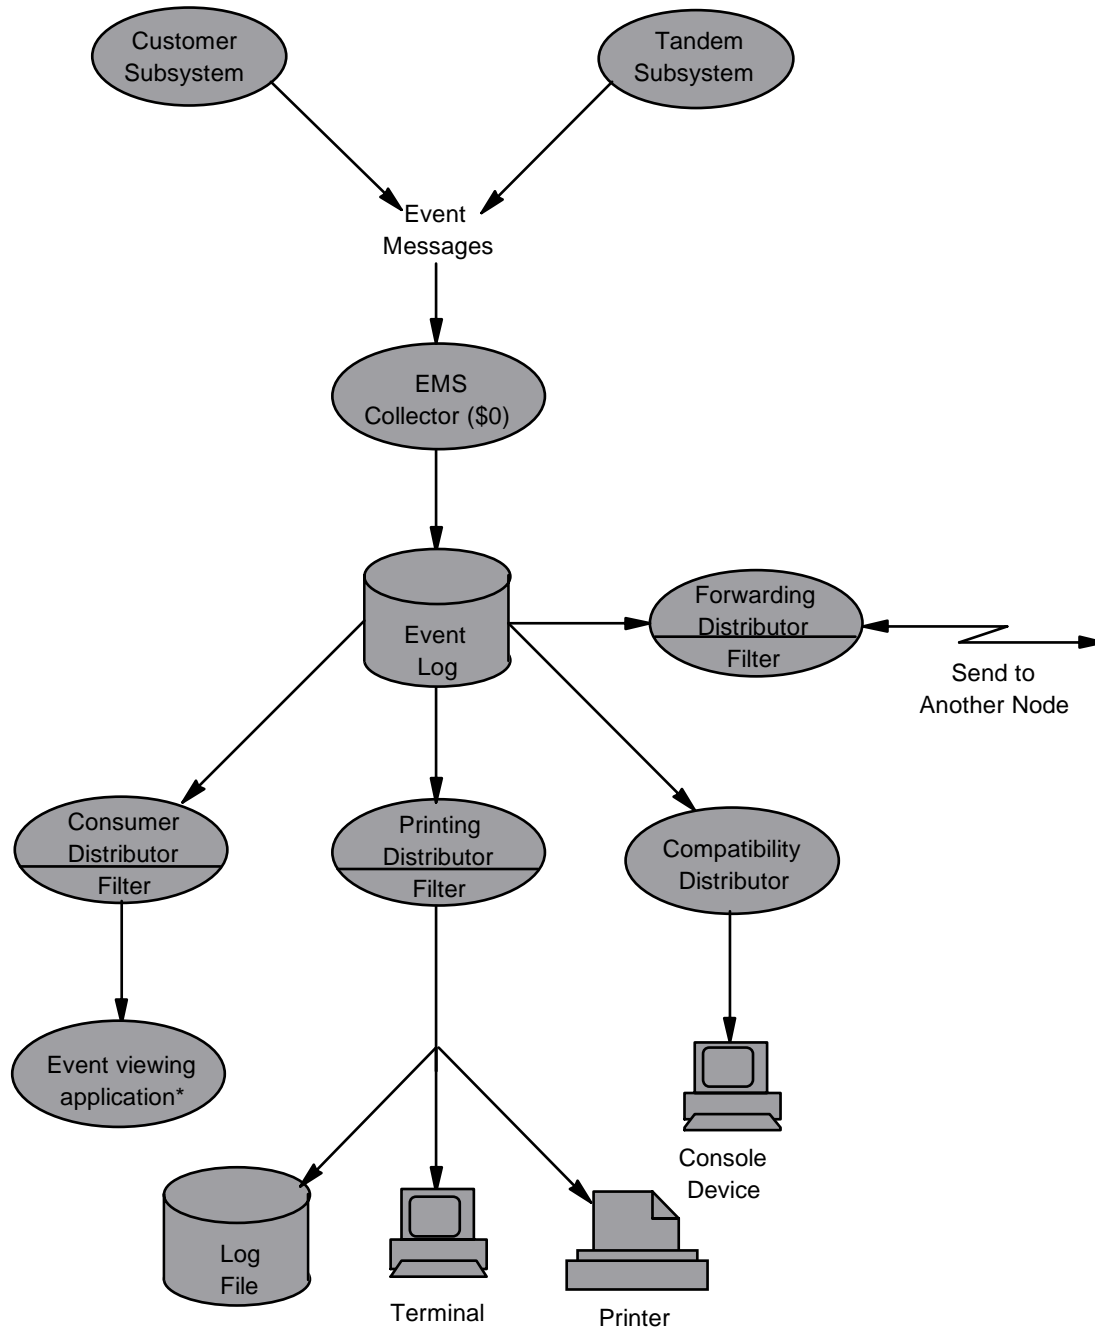 Customer
Subsystem
Tandem
Subsystem
Event
Messages
EMS
Collector ($0)
Event
Log
Forwarding
Distributor
Filter
Send to
Another Node
Consumer
Distributor
Filter
Printing
Distributor
Filter
Compatibility
Distributor
Event viewing
application*
Console
Device
Log
File
Terminal
Printer